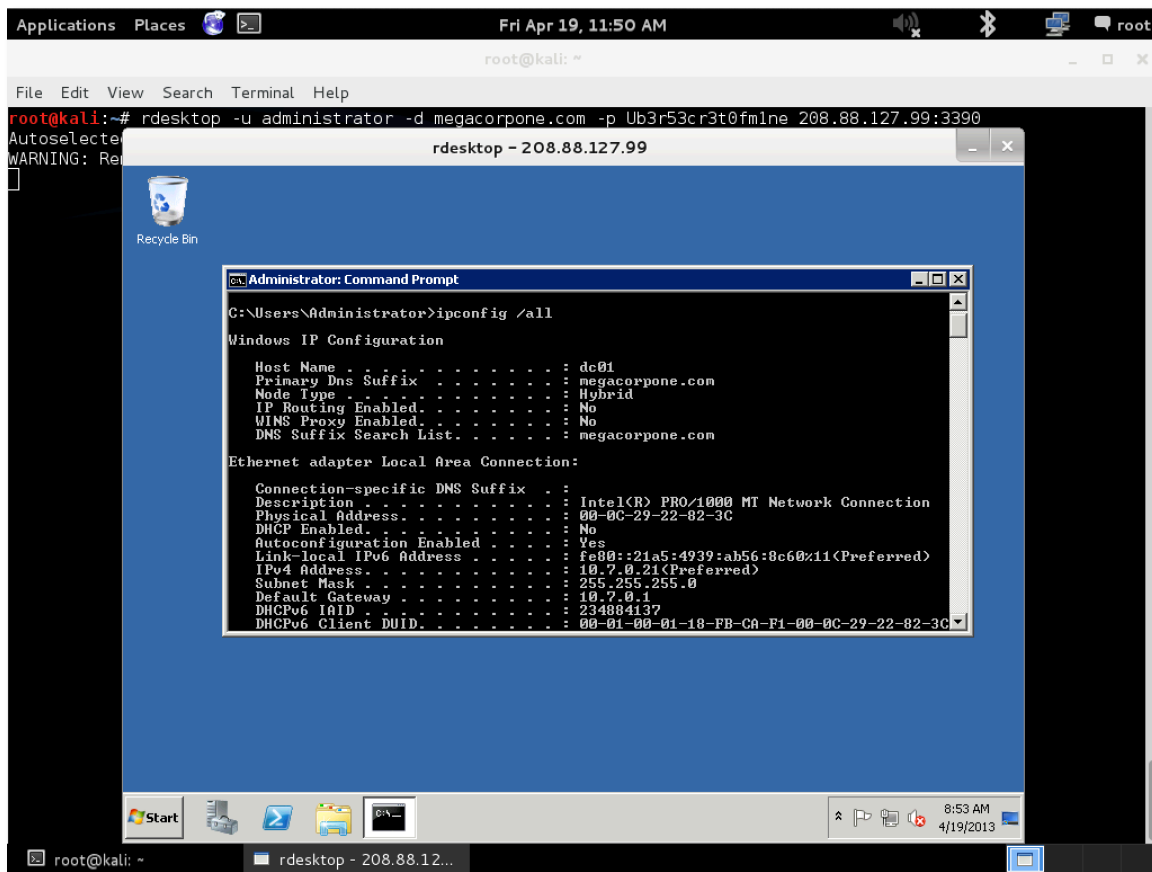 Applications Places Fri Apr 19, 11:50 AM root
root@kali: ~
File Edit View Search Terminal Help
root@kali:~# rdesktop -u administrator -d megacorpone.com -p Ub3r53cr3t0fm1ne 208.88.127.99:3390
Autoselecte
WARNING: Re
rdesktop - 208.88.127.99
Recycle Bin
Administrator: Command Prompt
C:\Users\Administrator>ipconfig /all
Windows IP Configuration
Host Name . . . . . . . . . . . . : dc01
Primary Dns Suffix . . . . . . . : megacorpone.com
Node Type . . . . . . . . . . . . : Hybrid
IP Routing Enabled. . . . . . . . : No
WINS Proxy Enabled. . . . . . . . : No
DNS Suffix Search List. . . . . . : megacorpone.com
Ethernet adapter Local Area Connection:
Connection-specific DNS Suffix . :
Description . . . . . . . . . . . : Intel(R) PRO/1000 MT Network Connection
Physical Address. . . . . . . . . : 00-0C-29-22-82-3C
DHCP Enabled. . . . . . . . . . . : No
Autoconfiguration Enabled . . . . : Yes
Link-local IPv6 Address . . . . . : fe80::21a5:4939:ab56:8c60%11(Preferred)
IPv4 Address. . . . . . . . . . . : 10.7.0.21(Preferred)
Subnet Mask . . . . . . . . . . . : 255.255.255.0
Default Gateway . . . . . . . . . : 10.7.0.1
DHCPv6 IAID . . . . . . . . . . . : 234884137
DHCPv6 Client DUID. . . . . . . . : 00-01-00-01-18-FB-CA-F1-00-0C-29-22-82-3C
Start
8:53 AM
4/19/2013
root@kali: ~ rdesktop - 208.88.12...